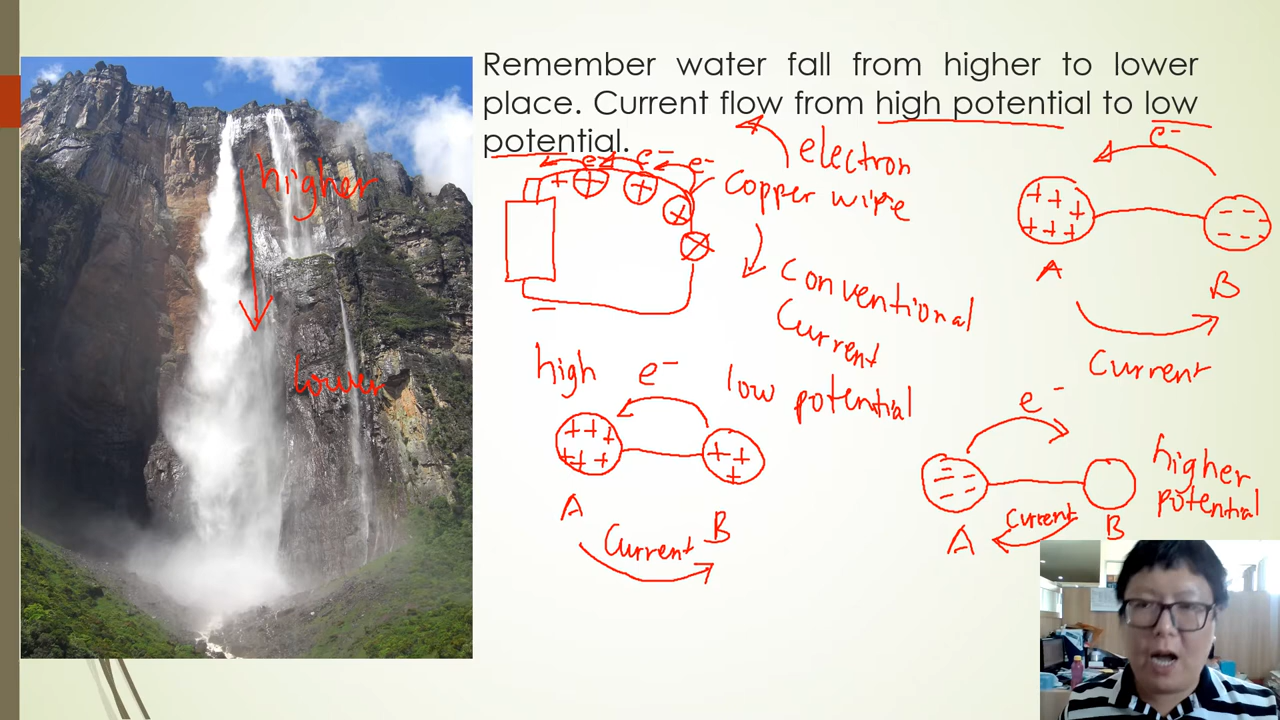 Remember water fall from higher to lower
place. Current flow from high potential to low
potential.
higher
lower
electron
e- e- e-
+ + +
copper wire
-
conventional
current
e-
+ + + + + +
- - - - - -
A
B
Current
high
e-
low potential
+ + + + + +
+ + +
A
B
Current
e-
- - - - -
higher
potential
Current
A
B